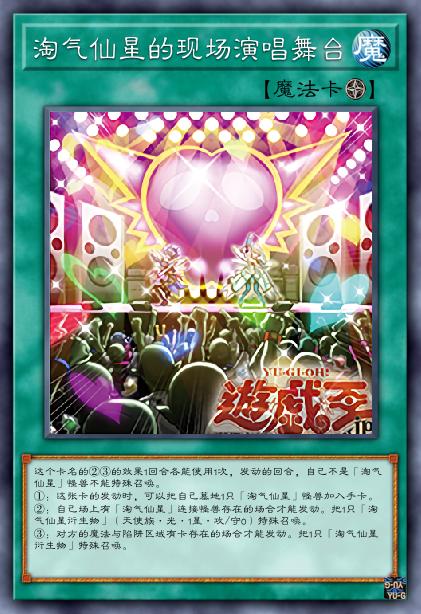 淘气仙星的现场演唱舞台
魔
【魔法卡】
YU-GI-OH!
遊戯王
.jp
这个卡名的②③的效果1回合各能使用1次，发动的回合，自己不是「淘气
仙星」怪兽不能特殊召唤。
①：这张卡的发动时，可以把自己墓地1只「淘气仙星」怪兽加入手卡。
②：自己场上有「淘气仙星」连接怪兽存在的场合才能发动。把1只「淘气
仙星衍生物」（天使族·光·1星·攻/守0）特殊召唤。
③：对方的魔法与陷阱区域有卡存在的场合才能发动。把1只「淘气仙星
衍生物」特殊召唤。